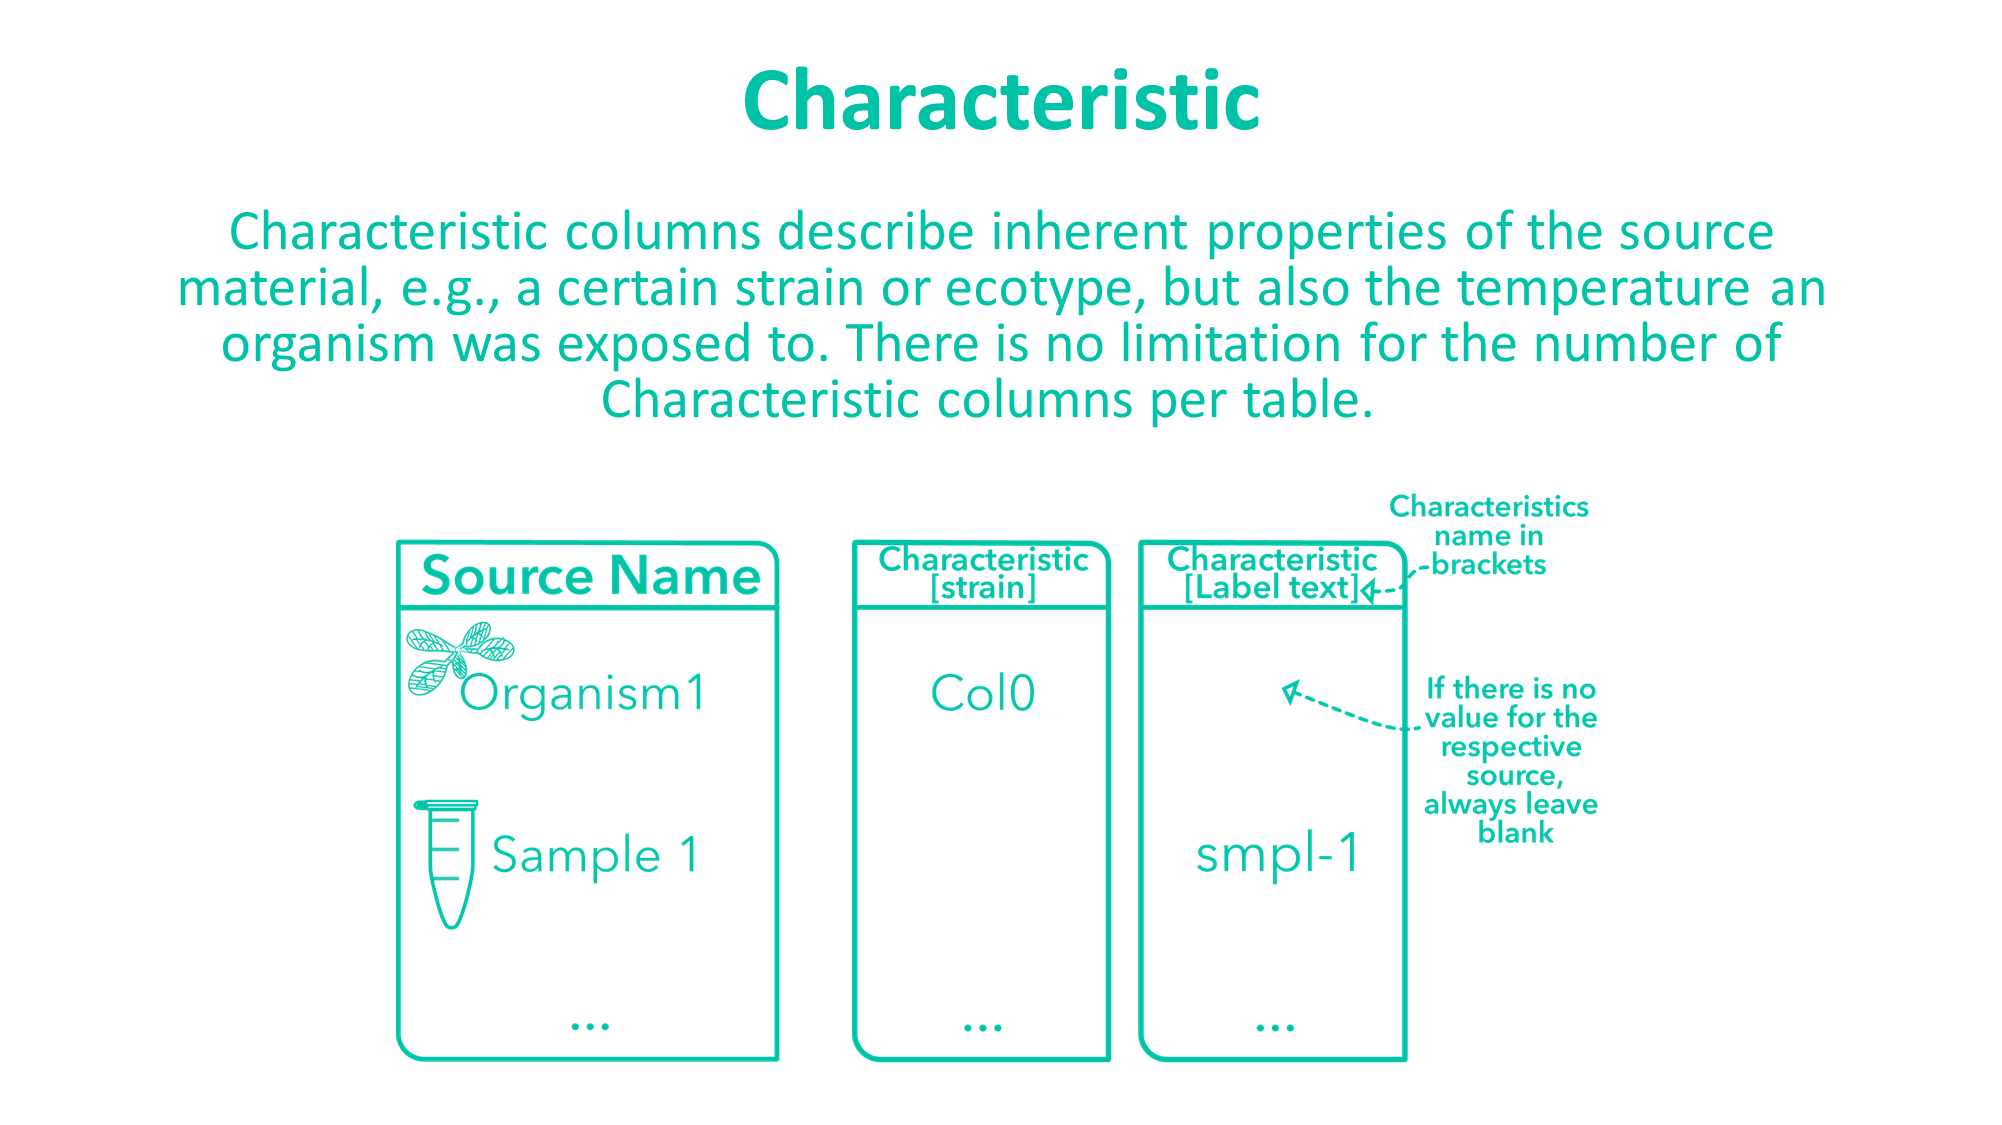 Characteristic
Characteristic columns describe inherent properties of the source
material, e.g., a certain strain or ecotype, but also the temperature an
organism was exposed to. There is no limitation for the number of
Characteristic columns per table.
Source Name
Organism1
Sample 1
...
Characteristic
[strain]
Col0
...
Characteristic
[Label text]
smpl-1
...
Characteristics
name in
brackets
If there is no
value for the
respective
source,
always leave
blank